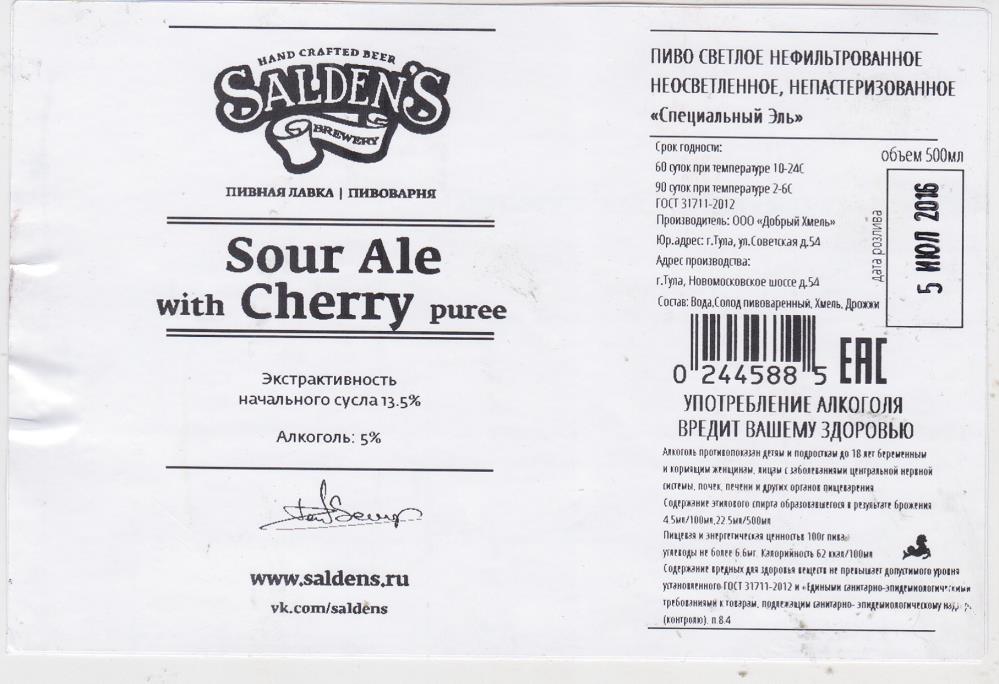 HAND CRAFTED BEER
SALDEN'S
BREWERY
ПИВНАЯ ЛАВКА | ПИВОВАРНЯ
Sour Ale
with Cherry puree
Экстрактивность
начального сусла 13.5%
Алкоголь: 5%
www.saldens.ru
vk.com/saldens
ПИВО СВЕТЛОЕ НЕФИЛЬТРОВАННОЕ
НЕОСВЕТЛЕННОЕ, НЕПАСТЕРИЗОВАННОЕ
«Специальный Эль»
Срок годности:
60 суток при температуре 10-24С
90 суток при температуре 2-6С
ГОСТ 31711-2012
Производитель: ООО «Добрый Хмель»
Юр.адрес: г.Тула, ул.Советская д.54
Адрес производства:
г.Тула, Новомосковское шоссе д.54
Состав: Вода,Солод пивоваренный, Хмель, Дрожжи
объем 500мл
дата розлива
5 ИЮЛ 2016
0 244588 5
EAC
УПОТРЕБЛЕНИЕ АЛКОГОЛЯ
ВРЕДИТ ВАШЕМУ ЗДОРОВЬЮ
Алкоголь противопоказан детям и подросткам до 18 лет беременным
и кормящим женщинам, лицам с заболеваниями центральной нервной
системы, почек, печени и других органов пищеварения
Содержание этилового спирта образовавшегося в результате брожения
4.5мл/100мл,22.5мл/500мл
Пищевая и энергетическая ценностьв 100г пива:
углеводы не более 6.6мг. Калорийность 62 ккал/100мл
Содержание вредных для здоровья веществ не превышает допустимого уровня
установленного ГОСТ 31711-2012 и «Едиными санитарно-эпидемиологическими
требованиями к товарам, подлежащим санитарно- эпидемиологическому
(контролю). п.8.4